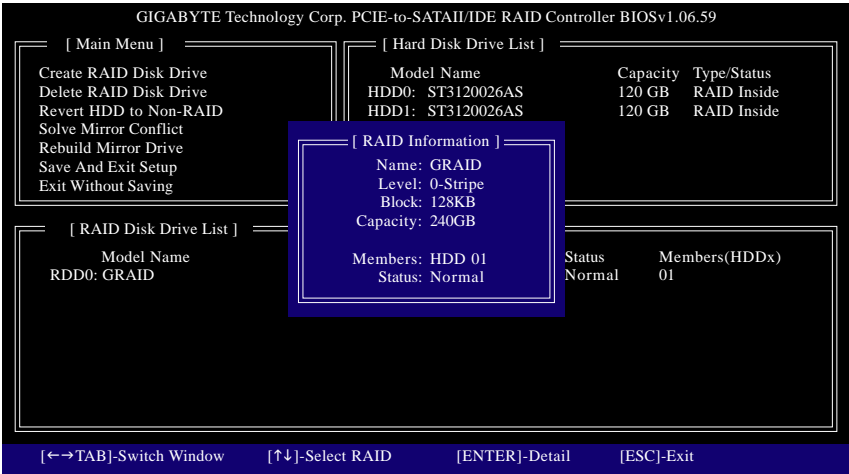 GIGABYTE Technology Corp. PCIE-to-SATAII/IDE RAID Controller BIOSv1.06.59
[ Main Menu ]
Create RAID Disk Drive
Delete RAID Disk Drive
Revert HDD to Non-RAID
Solve Mirror Conflict
Rebuild Mirror Drive
Save And Exit Setup
Exit Without Saving
[ Hard Disk Drive List ]
Model Name Capacity Type/Status
HDD0: ST3120026AS 120 GB RAID Inside
HDD1: ST3120026AS 120 GB RAID Inside
[ RAID Information ]
Name: GRAID
Level: 0-Stripe
Block: 128KB
Capacity: 240GB
Members: HDD 01
Status: Normal
[ RAID Disk Drive List ]
Model Name Status Members(HDDx)
RDD0: GRAID Normal 01
[←→TAB]-Switch Window [↑↓]-Select RAID [ENTER]-Detail [ESC]-Exit